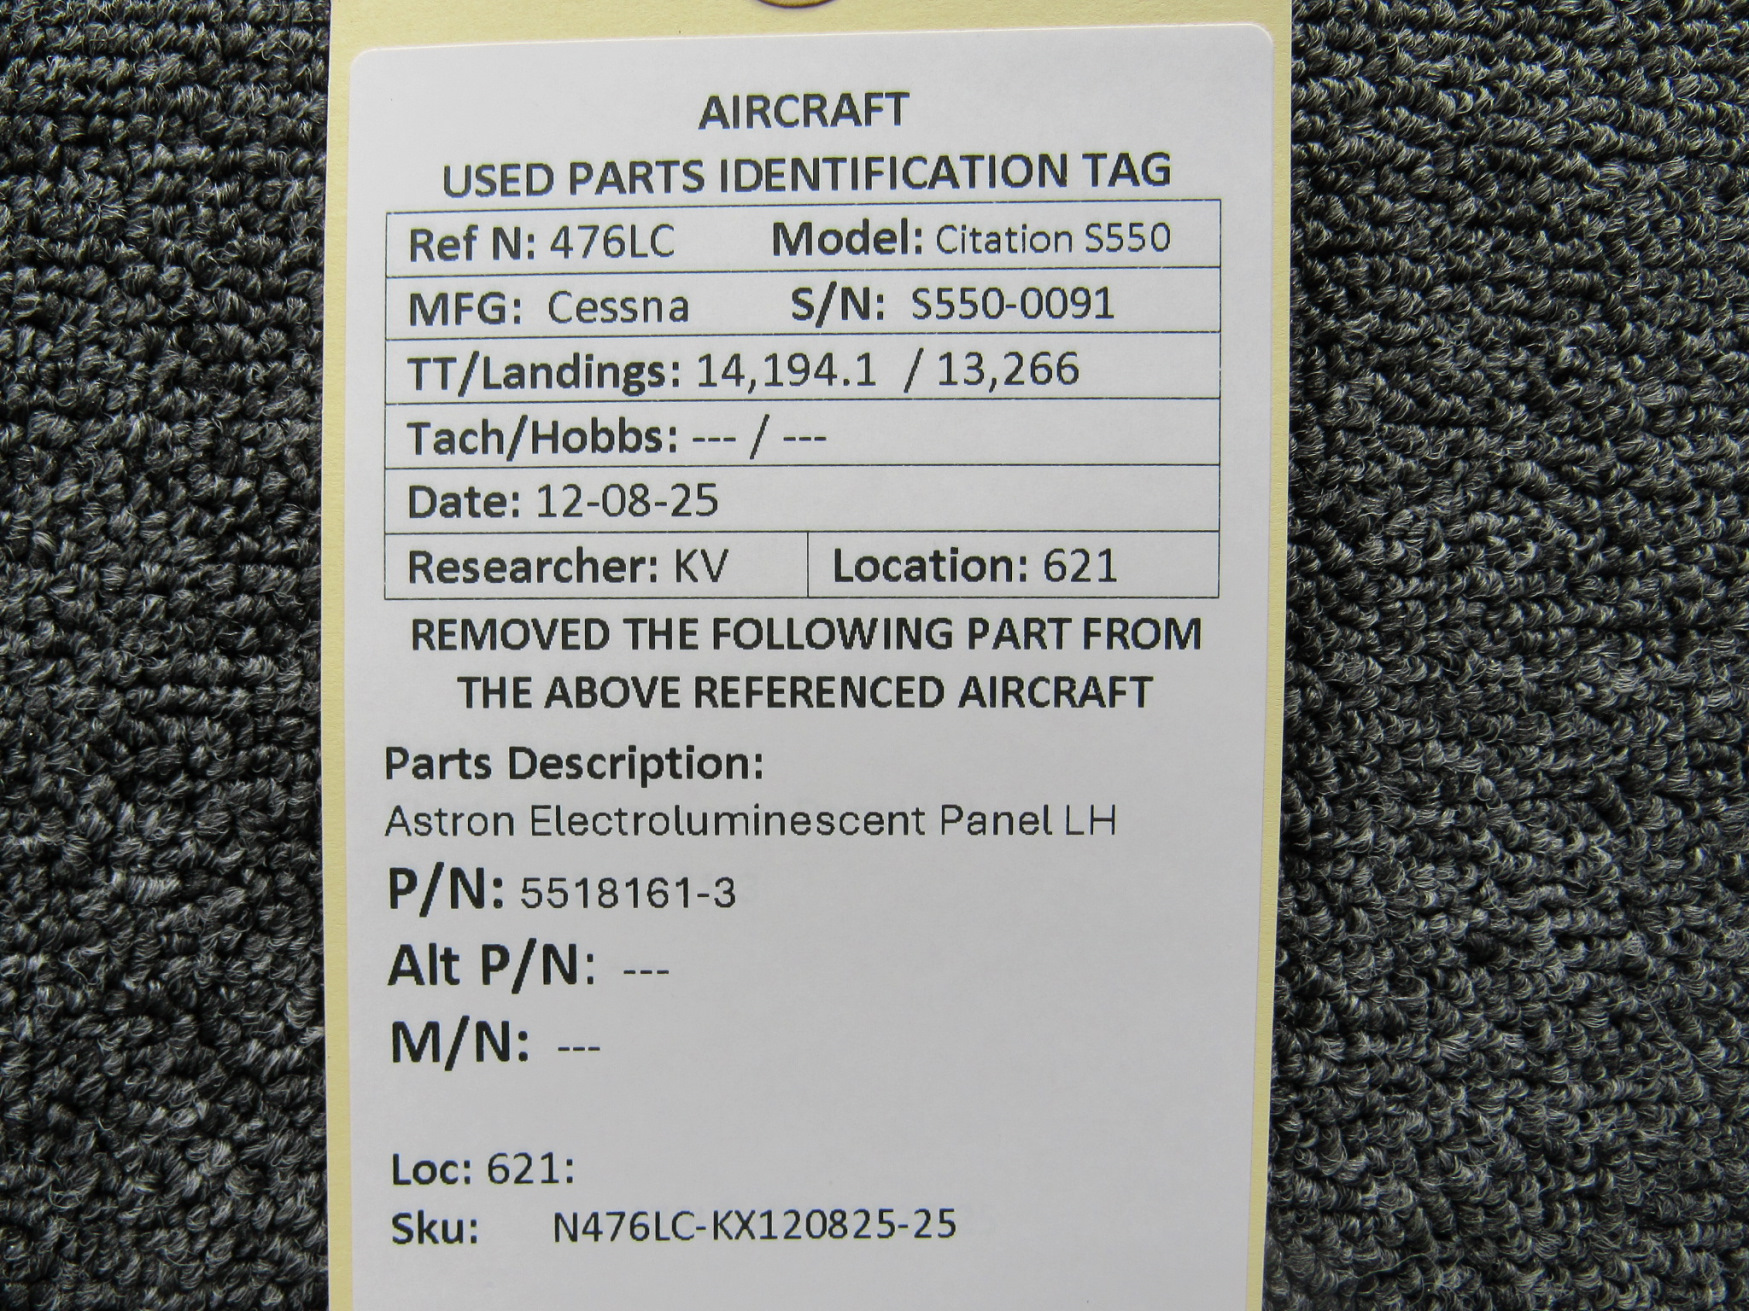 AIRCRAFT
USED PARTS IDENTIFICATION TAG
Ref N: 476LC Model: Citation S550
MFG: Cessna S/N: S550-0091
TT/Landings: 14,194.1 / 13,266
Tach/Hobbs: --- / ---
Date: 12-08-25
Researcher: KV Location: 621
REMOVED THE FOLLOWING PART FROM
THE ABOVE REFERENCED AIRCRAFT
Parts Description:
Astron Electroluminescent Panel LH
P/N: 5518161-3
Alt P/N: ---
M/N: ---
Loc: 621:
Sku: N476LC-KX120825-25